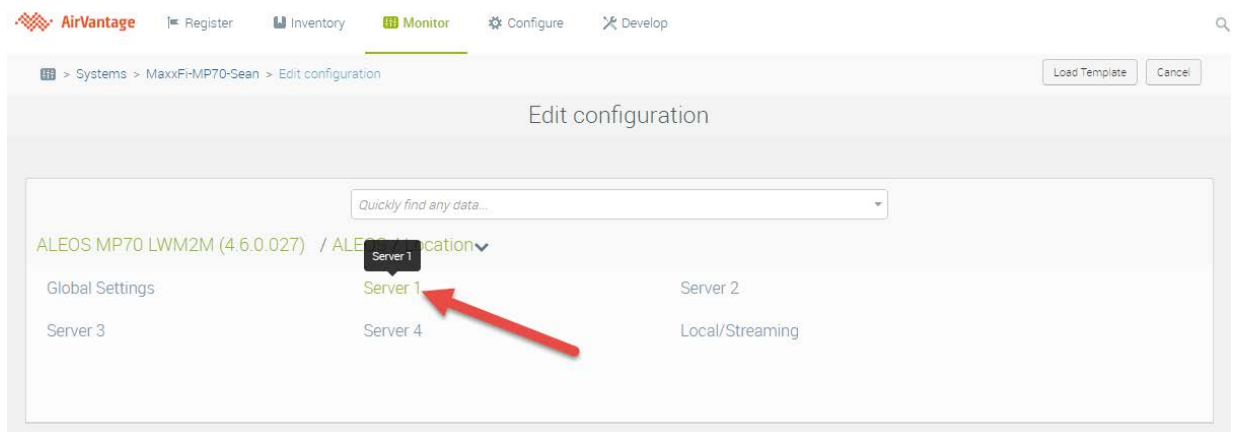 AirVantage Register Inventory Monitor Configure Develop
> Systems > MaxxFi-MP70-Sean > Edit configuration Load Template Cancel
Edit configuration
Quickly find any data...
ALEOS MP70 LWM2M (4.6.0.027) / ALEOS / Location
Server 1
Global Settings Server 1 Server 2
Server 3 Server 4 Local/Streaming